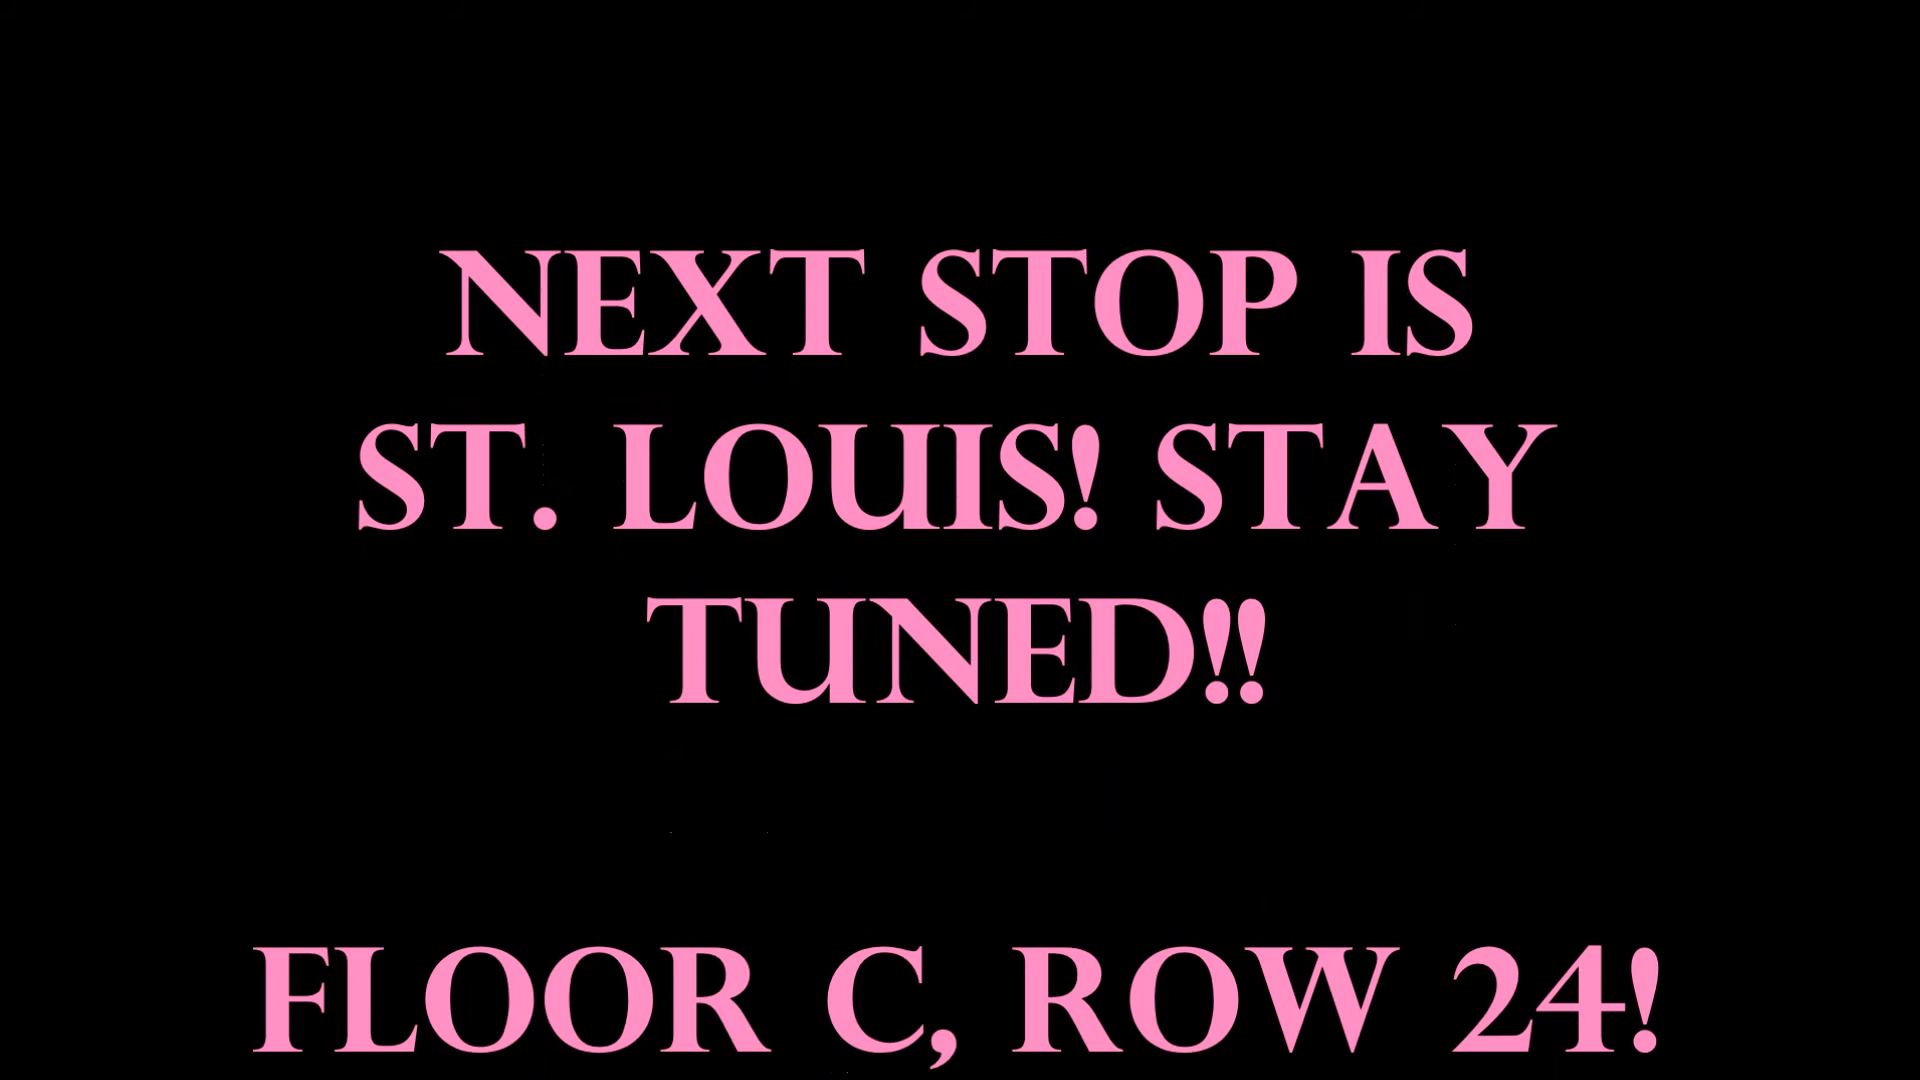 NEXT STOP IS
ST. LOUIS! STAY
TUNED!!
FLOOR C, ROW 24!